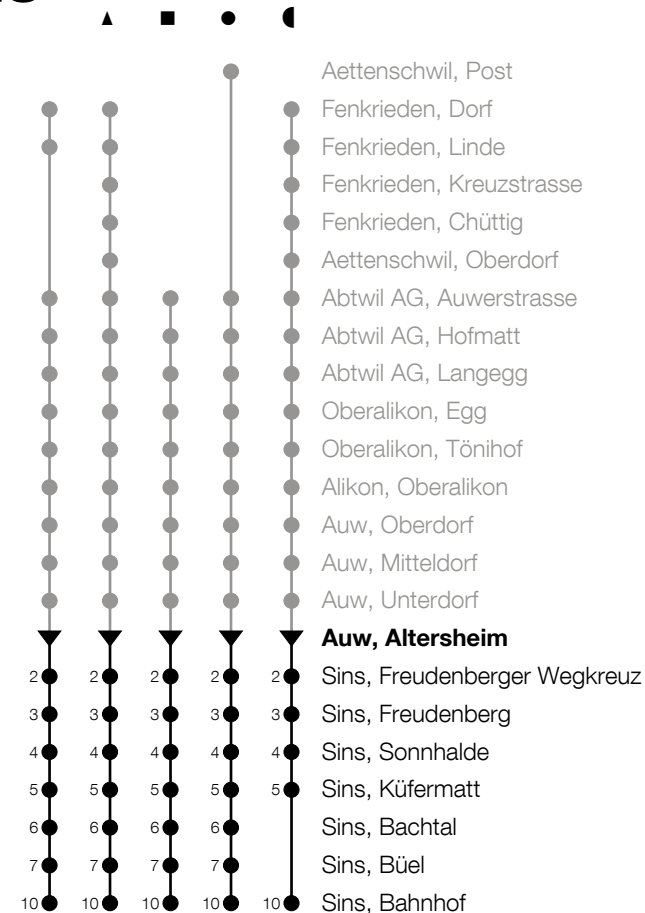 Aettenschwil, Post
Fenkrieden, Dorf
Fenkrieden, Linde
Fenkrieden, Kreuzstrasse
Fenkrieden, Chüttig
Aettenschwil, Oberdorf
Abtwil AG, Auwerstrasse
Abtwil AG, Hofmatt
Abtwil AG, Langegg
Oberalikon, Egg
Oberalikon, Tönihof
Alikon, Oberalikon
Auw, Oberdorf
Auw, Mitteldorf
Auw, Unterdorf
Auw, Altersheim
2 2 2 2 2 Sins, Freudenberger Wegkreuz
3 3 3 3 3 Sins, Freudenberg
4 4 4 4 4 Sins, Sonnhalde
5 5 5 5 5 Sins, Küfermatt
6 6 6 6 Sins, Bachtal
7 7 7 7 Sins, Büel
10 10 10 10 10 Sins, Bahnhof